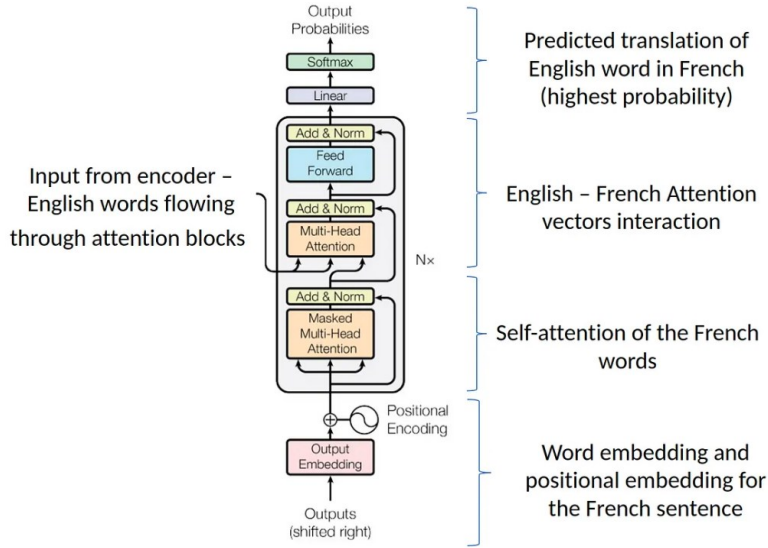 Output
Probabilities
Softmax
Linear
Add & Norm
Feed
Forward
Add & Norm
Multi-Head
Attention
Add & Norm
Masked
Multi-Head
Attention
N×
Positional
Encoding
Output
Embedding
Outputs
(shifted right)
Input from encoder –
English words flowing
through attention blocks
Predicted translation of
English word in French
(highest probability)
English – French Attention
vectors interaction
Self-attention of the French
words
Word embedding and
positional embedding for
the French sentence